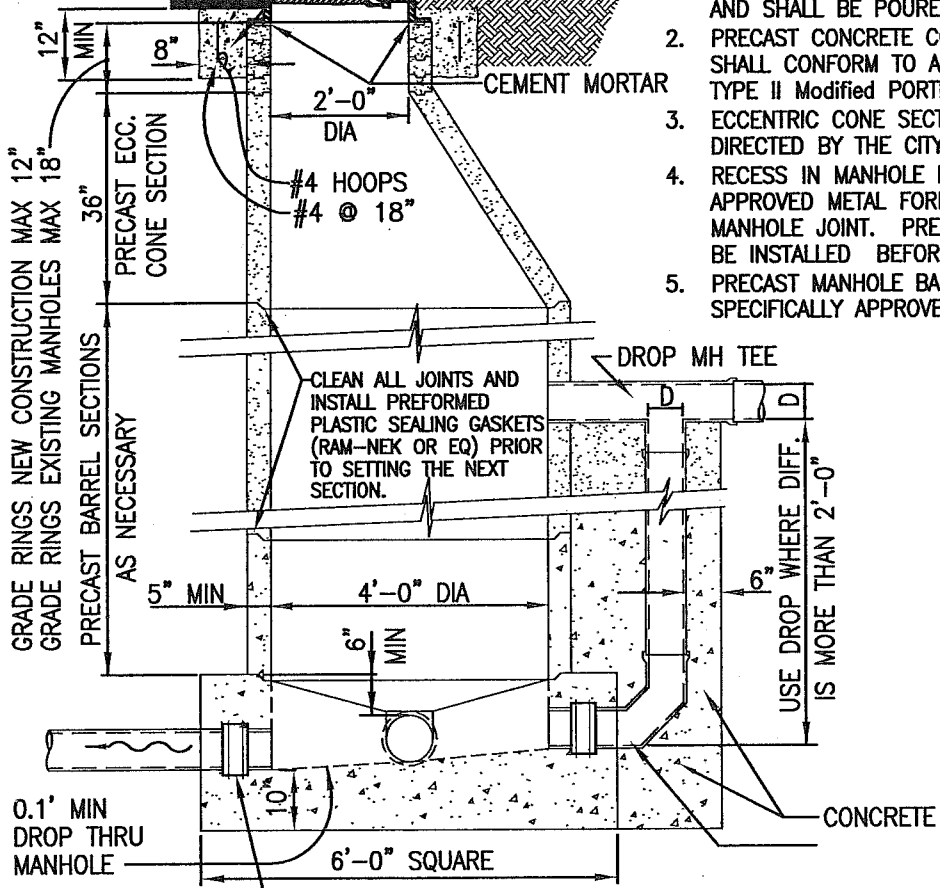 AND SHALL BE POURE
2. PRECAST CONCRETE CO
SHALL CONFORM TO A
TYPE II Modified PORT
3. ECCENTRIC CONE SECT
DIRECTED BY THE CITY
4. RECESS IN MANHOLE
APPROVED METAL FOR
MANHOLE JOINT. PRE
BE INSTALLED BEFOR
5. PRECAST MANHOLE BA
SPECIFICALLY APPROVE
12"
MIN
8"
CEMENT MORTAR
2'-0"
DIA
#4 HOOPS
#4 @ 18"
GRADE RINGS NEW CONSTRUCTION MAX 12"
GRADE RINGS EXISTING MANHOLES MAX 18"
36"
PRECAST ECC.
CONE SECTION
PRECAST BARREL SECTIONS
AS NECESSARY
CLEAN ALL JOINTS AND
INSTALL PREFORMED
PLASTIC SEALING GASKETS
(RAM-NEK OR EQ) PRIOR
TO SETTING THE NEXT
SECTION.
DROP MH TEE
D
D
USE DROP WHERE DIFF.
IS MORE THAN 2'-0"
5" MIN
4'-0" DIA
6"
6"
MIN
10"
0.1' MIN
DROP THRU
MANHOLE
6'-0" SQUARE
CONCRETE